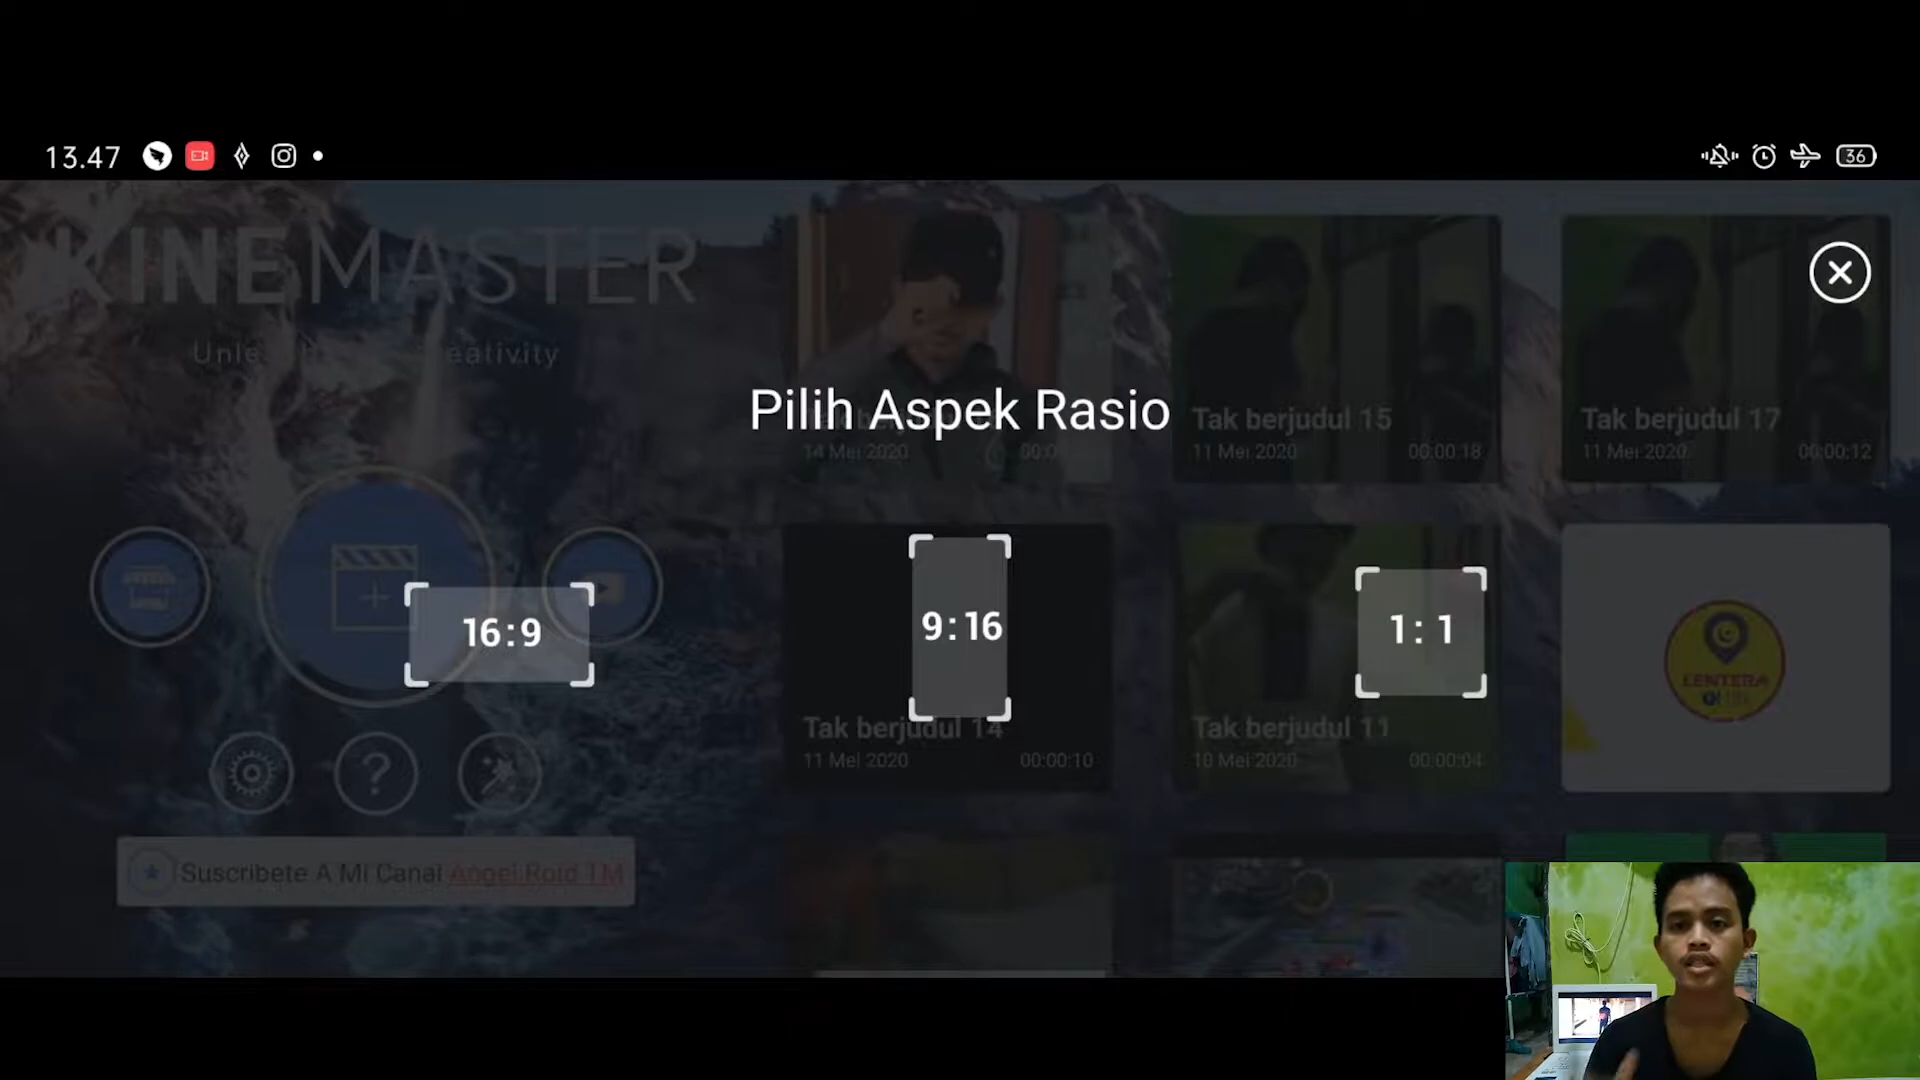 13.47
36
KINEMASTER
Pilih Aspek Rasio
14 Mei 2020
Tak berjudul 15
11 Mei 2020 00:00:18
Tak berjudul 17
11 Mei 2020 00:00:12
16:9
9:16
1:1
Tak berjudul 14
11 Mei 2020 00:00:10
Tak berjudul 11
10 Mei 2020 00:00:04
LENTERA
?
Suscribete A Mi Canal Angel Roid 1M